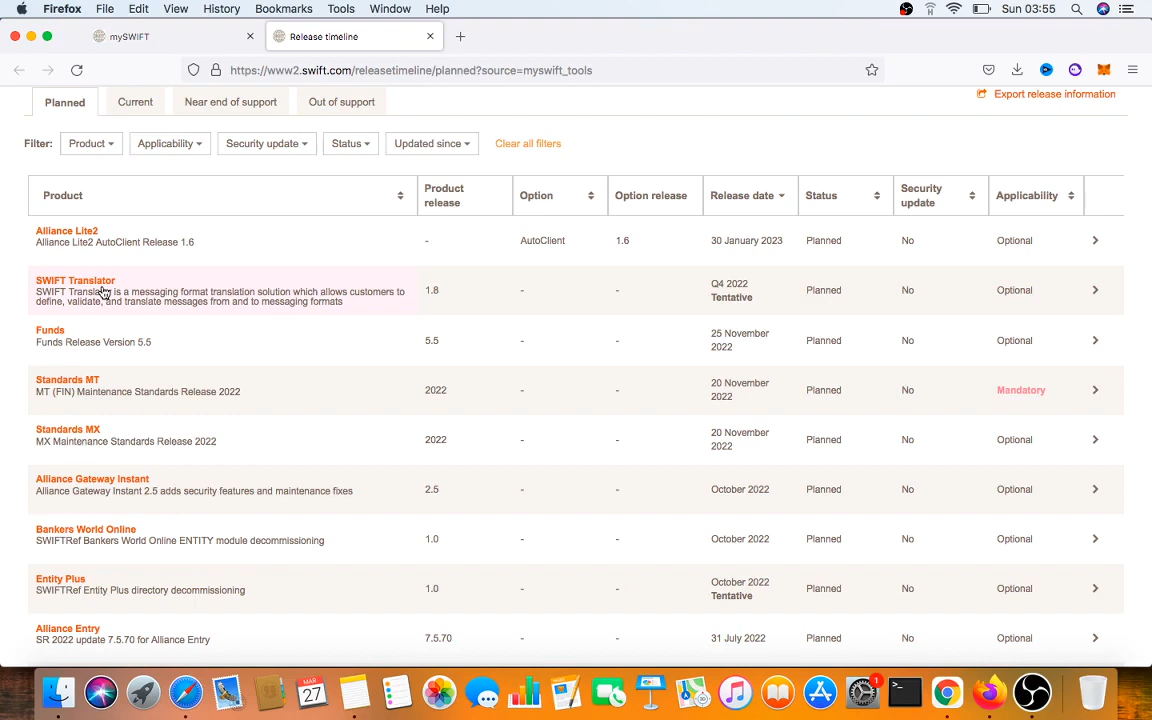 Firefox File Edit View History Bookmarks Tools Window Help Sun 03:55
mySWIFT Release timeline
https://www2.swift.com/releasetimeline/planned?source=myswift_tools
Planned Current Near end of support Out of support Export release information
Filter: Product Applicability Security update Status Updated since Clear all filters
Product Product release Option Option release Release date Status Security update Applicability
Alliance Lite2
Alliance Lite2 AutoClient Release 1.6 - AutoClient 1.6 30 January 2023 Planned No Optional
SWIFT Translator
SWIFT Translator is a messaging format translation solution which allows customers to
define, validate, and translate messages from and to messaging formats 1.8 - - Q4 2022 Tentative Planned No Optional
Funds
Funds Release Version 5.5 5.5 - - 25 November 2022 Planned No Optional
Standards MT
MT (FIN) Maintenance Standards Release 2022 2022 - - 20 November 2022 Planned No Mandatory
Standards MX
MX Maintenance Standards Release 2022 2022 - - 20 November 2022 Planned No Optional
Alliance Gateway Instant
Alliance Gateway Instant 2.5 adds security features and maintenance fixes 2.5 - - October 2022 Planned No Optional
Bankers World Online
SWIFTRef Bankers World Online ENTITY module decommissioning 1.0 - - October 2022 Planned No Optional
Entity Plus
SWIFTRef Entity Plus directory decommissioning 1.0 - - October 2022 Tentative Planned No Optional
Alliance Entry
SR 2022 update 7.5.70 for Alliance Entry 7.5.70 - - 31 July 2022 Planned No Optional
27
1